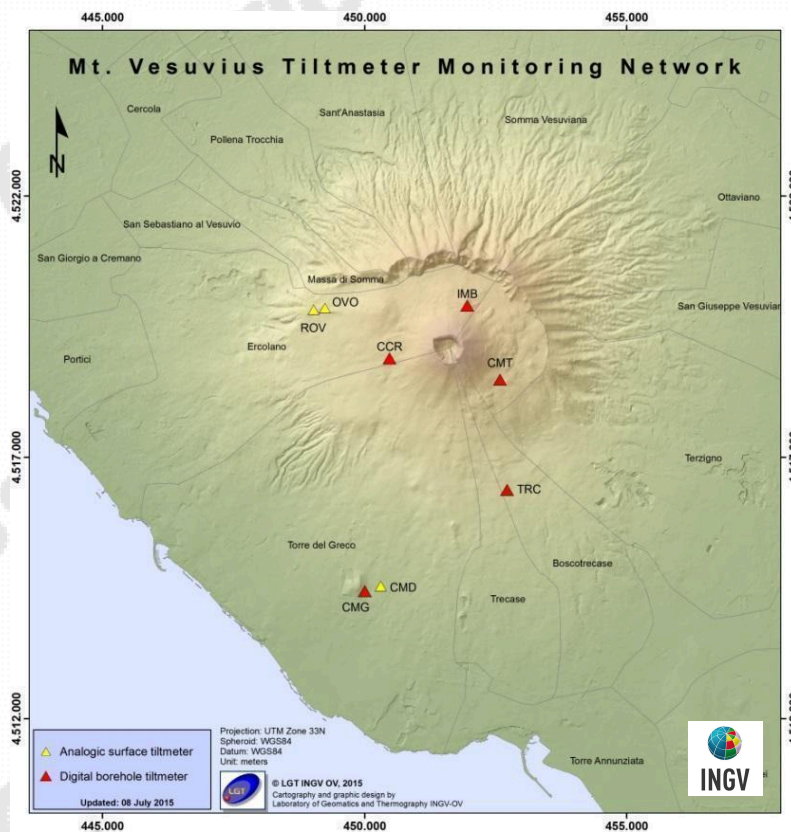 445.000
450.000
455.000
Mt. Vesuvius Tiltmeter Monitoring Network
Cercola
Sant'Anastasia
Somma Vesuviana
Pollena Trocchia
N
4.522.000
Ottaviano
San Sebastiano al Vesuvio
San Giorgio a Cremano
Massa di Somma
IMB
OVO
San Giuseppe Vesuviar
ROV
Ercolano
CCR
Portici
CMT
4.517.000
Terzigno
TRC
Torre del Greco
Boscotrecase
CMD
CMG
Trecase
4.512.000
Analogic surface tiltmeter
Digital borehole tiltmeter
Updated: 08 July 2015
Projection: UTM Zone 33N
Spheroid: WGS84
Datum: WGS84
Unit: meters
LGT
© LGT INGV OV, 2015
Cartography and graphic design by
Laboratory of Geomatics and Thermography INGV-OV
Torre Annunziata
INGV
445.000
450.000
455.000